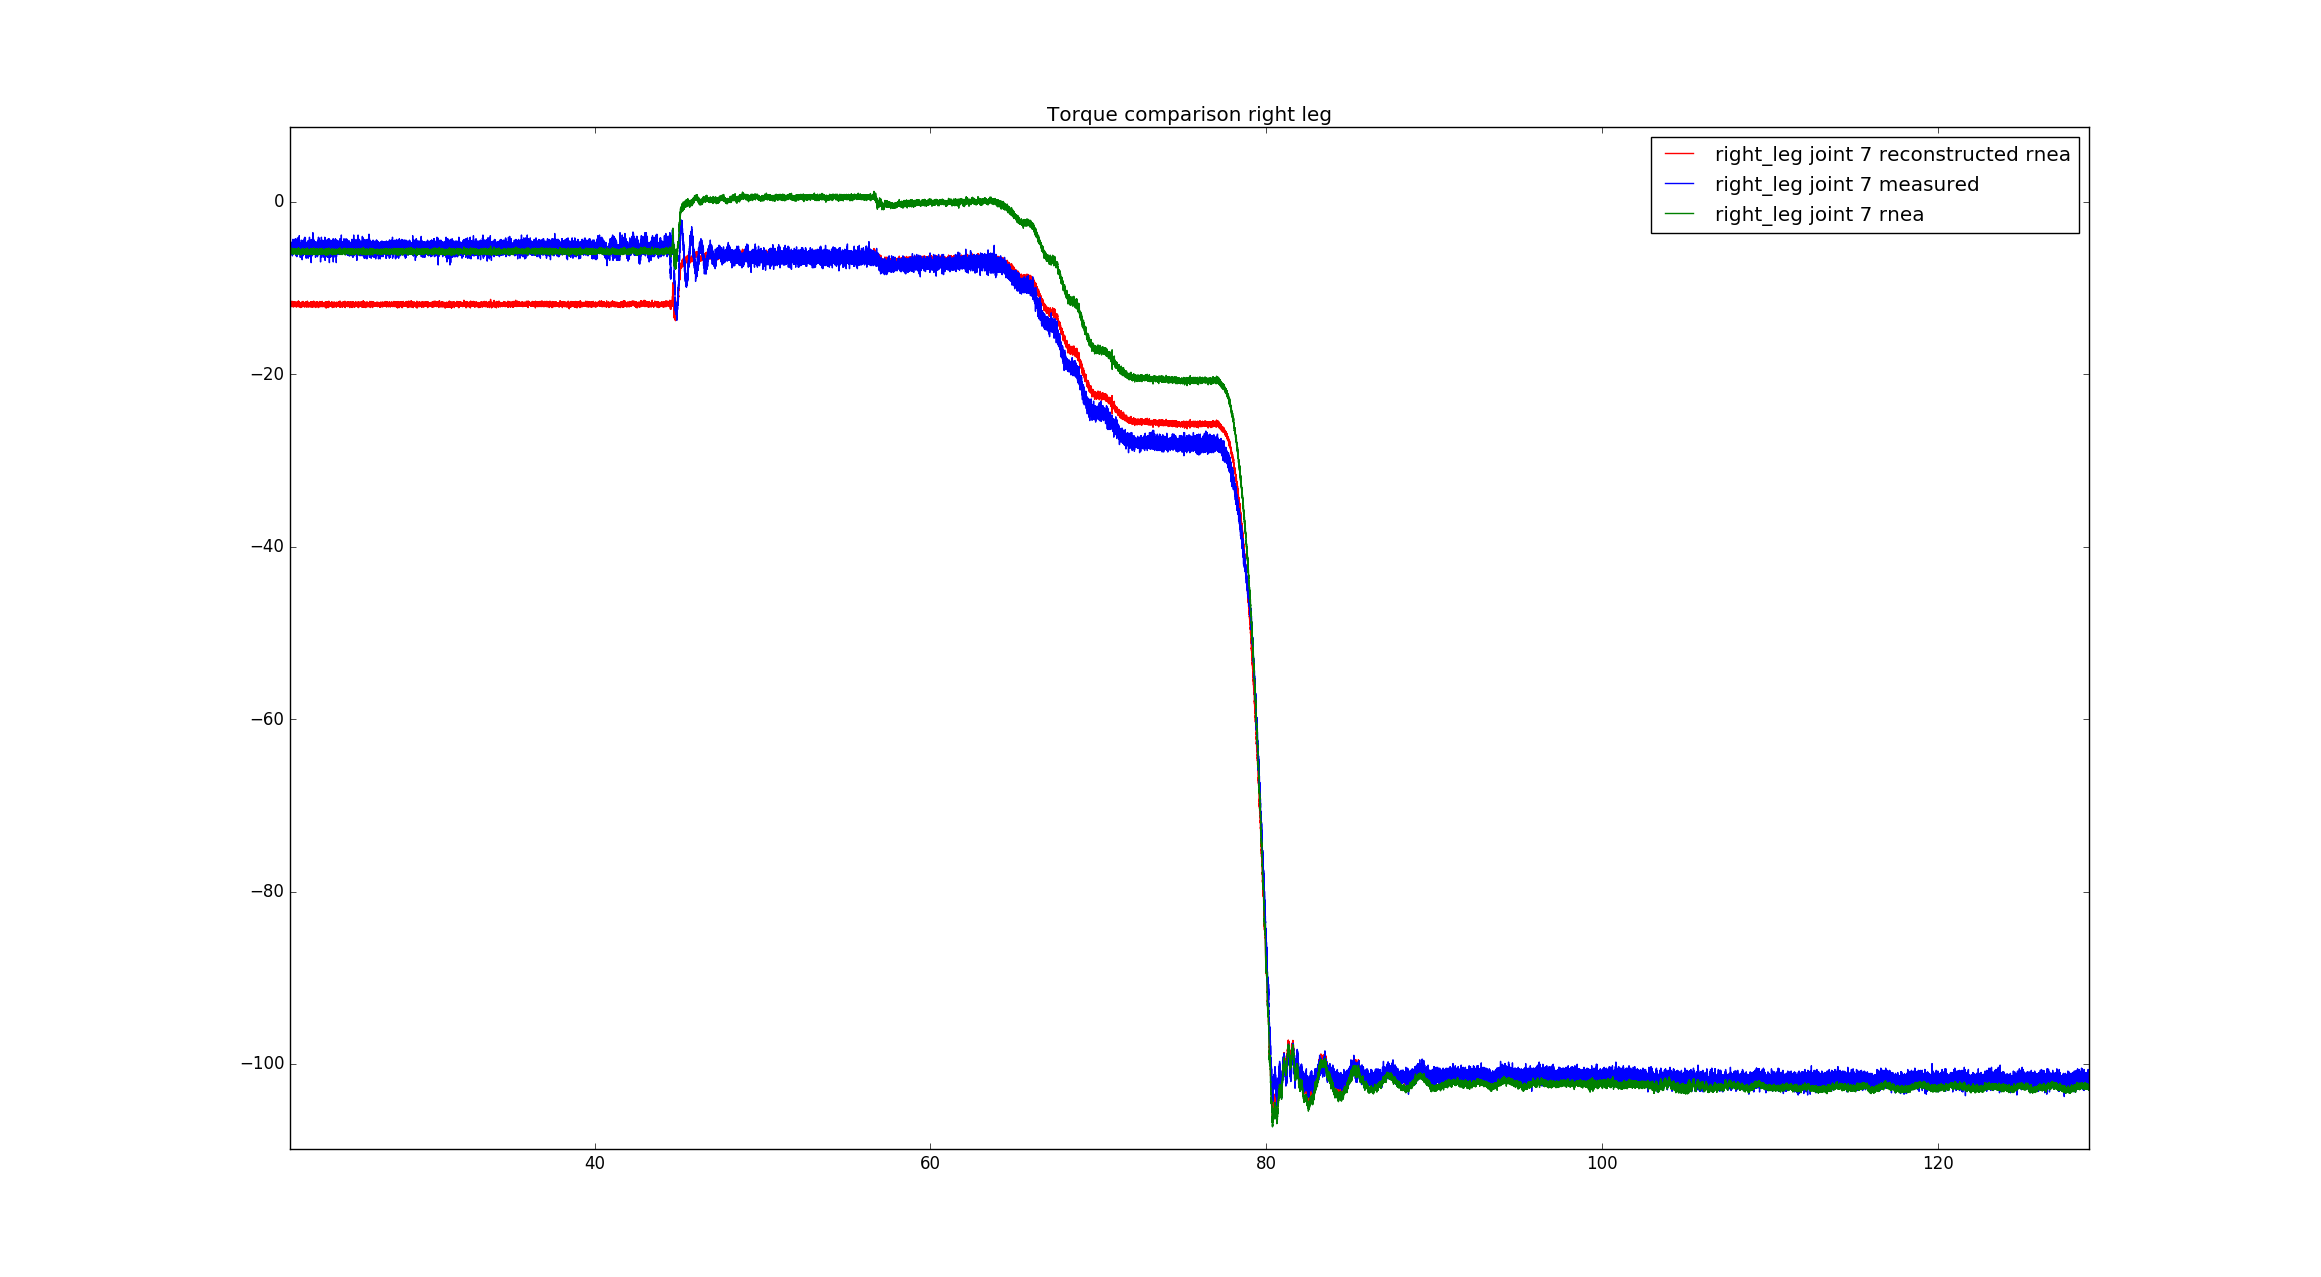 Torque comparison right leg
right_leg joint 7 reconstructed rnea
right_leg joint 7 measured
right_leg joint 7 rnea
0
−20
−40
−60
−80
−100
40 60 80 100 120